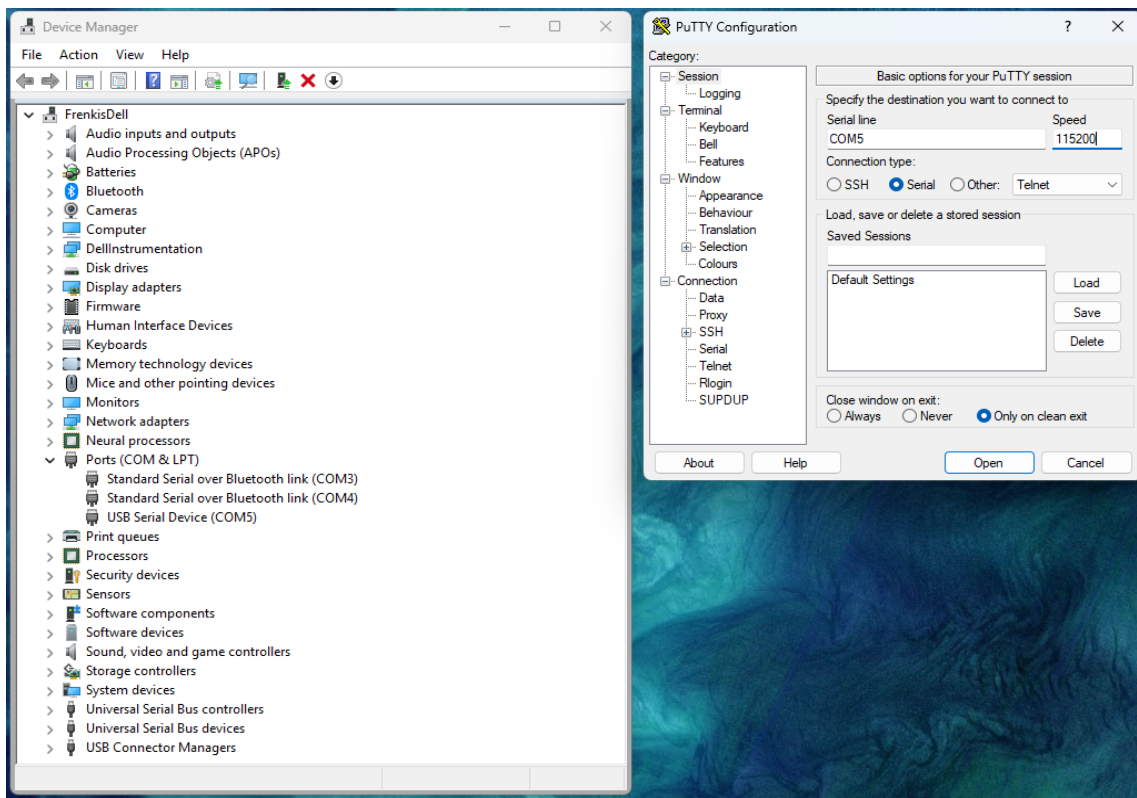 Device Manager
File Action View Help
FrenkisDell
Audio inputs and outputs
Audio Processing Objects (APOs)
Batteries
Bluetooth
Cameras
Computer
DellInstrumentation
Disk drives
Display adapters
Firmware
Human Interface Devices
Keyboards
Memory technology devices
Mice and other pointing devices
Monitors
Network adapters
Neural processors
Ports (COM & LPT)
Standard Serial over Bluetooth link (COM3)
Standard Serial over Bluetooth link (COM4)
USB Serial Device (COM5)
Print queues
Processors
Security devices
Sensors
Software components
Software devices
Sound, video and game controllers
Storage controllers
System devices
Universal Serial Bus controllers
Universal Serial Bus devices
USB Connector Managers
PuTTY Configuration
?
Category:
Session
Logging
Terminal
Keyboard
Bell
Features
Window
Appearance
Behaviour
Translation
Selection
Colours
Connection
Data
Proxy
SSH
Serial
Telnet
Rlogin
SUPDUP
Basic options for your PuTTY session
Specify the destination you want to connect to
Serial line Speed
COM5 115200
Connection type:
SSH Serial Other: Telnet
Load, save or delete a stored session
Saved Sessions
Default Settings
Load
Save
Delete
Close window on exit:
Always Never Only on clean exit
About Help Open Cancel